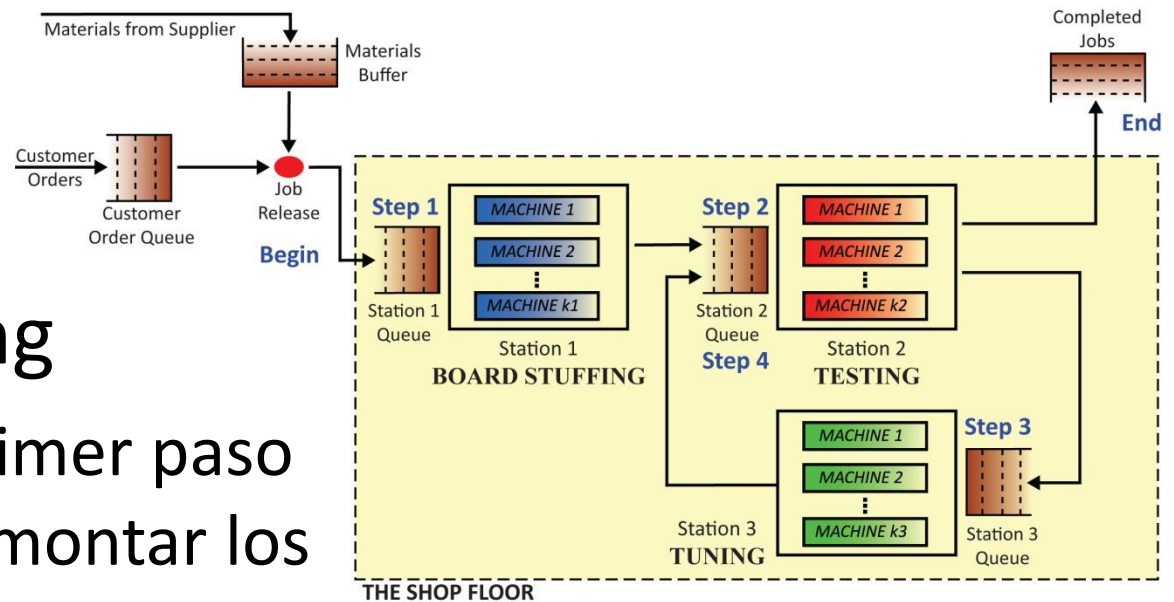 Materials from Supplier
Materials
Buffer
Completed
Jobs
End
Customer
Orders
Customer
Order Queue
Job
Release
Begin
Step 1
Station 1
Queue
MACHINE 1
MACHINE 2
MACHINE k1
Station 1
BOARD STUFFING
Step 2
Station 2
Queue
Step 4
MACHINE 1
MACHINE 2
MACHINE k2
Station 2
TESTING
Step 3
Station 3
Queue
MACHINE 1
MACHINE 2
MACHINE k3
Station 3
TUNING
THE SHOP FLOOR
ng
imer paso
montar los